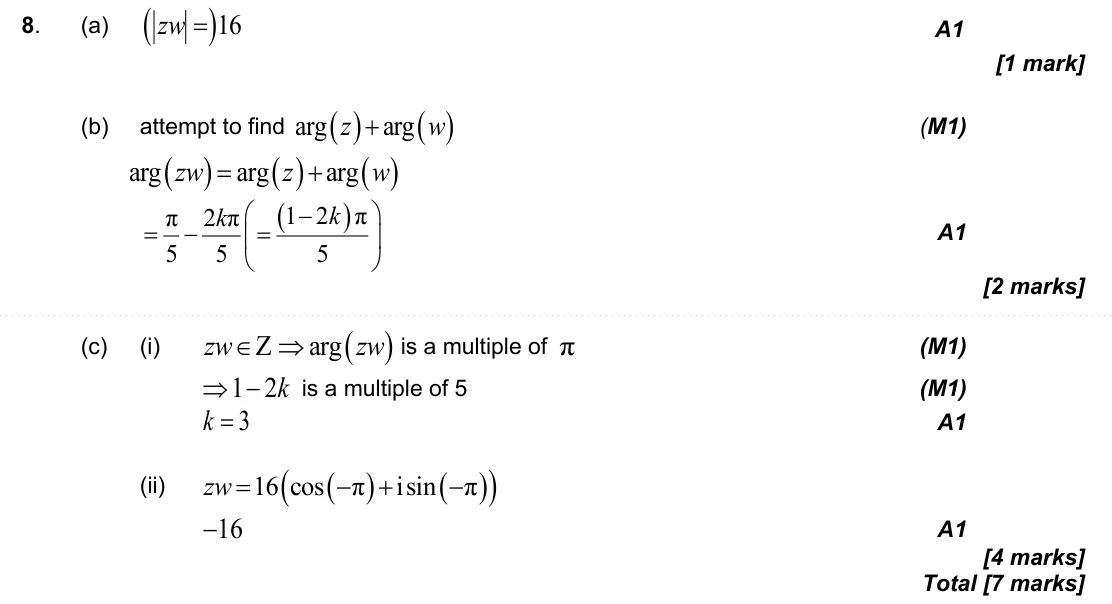 8. (a) (|zw| =)16 A1
[1 mark]
(b) attempt to find arg(z)+arg(w) (M1)
arg(zw)=arg(z)+arg(w)
=π/5−2kπ/5(=(1−2k)π/5) A1
[2 marks]
(c) (i) zw∈Z⇒arg(zw) is a multiple of π (M1)
⇒1−2k is a multiple of 5 (M1)
k=3 A1
(ii) zw=16(cos(−π)+i sin(−π))
−16 A1
[4 marks]
Total [7 marks]